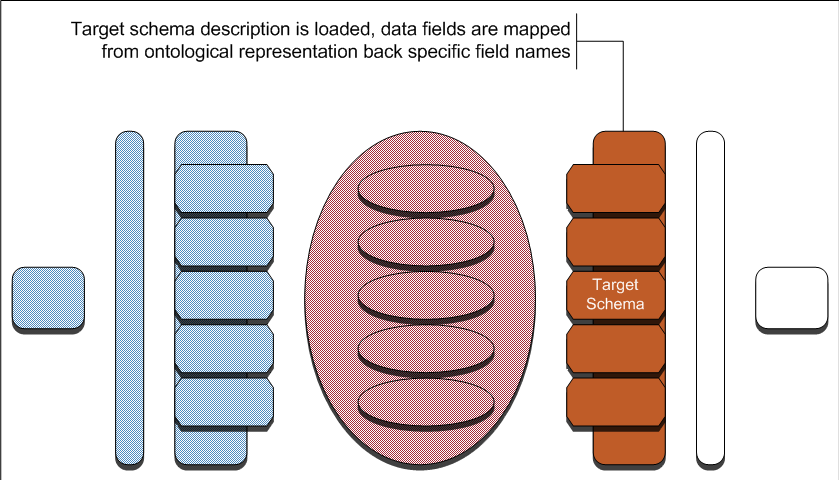 Target schema description is loaded, data fields are mapped
from ontological representation back specific field names
Target
Schema